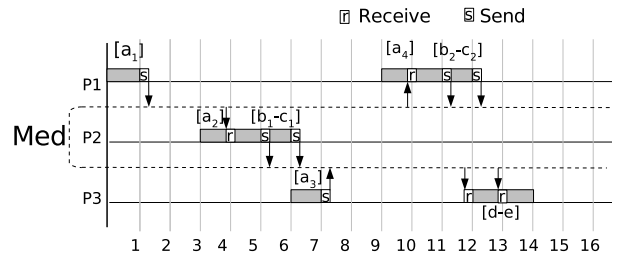 r Receive s Send
[a1] [a4] [b2-c2]
P1 s r s s
[a2] [b1-c1]
Med P2 r s s
[a3]
P3 s r r
[d-e]
1 2 3 4 5 6 7 8 9 10 11 12 13 14 15 16